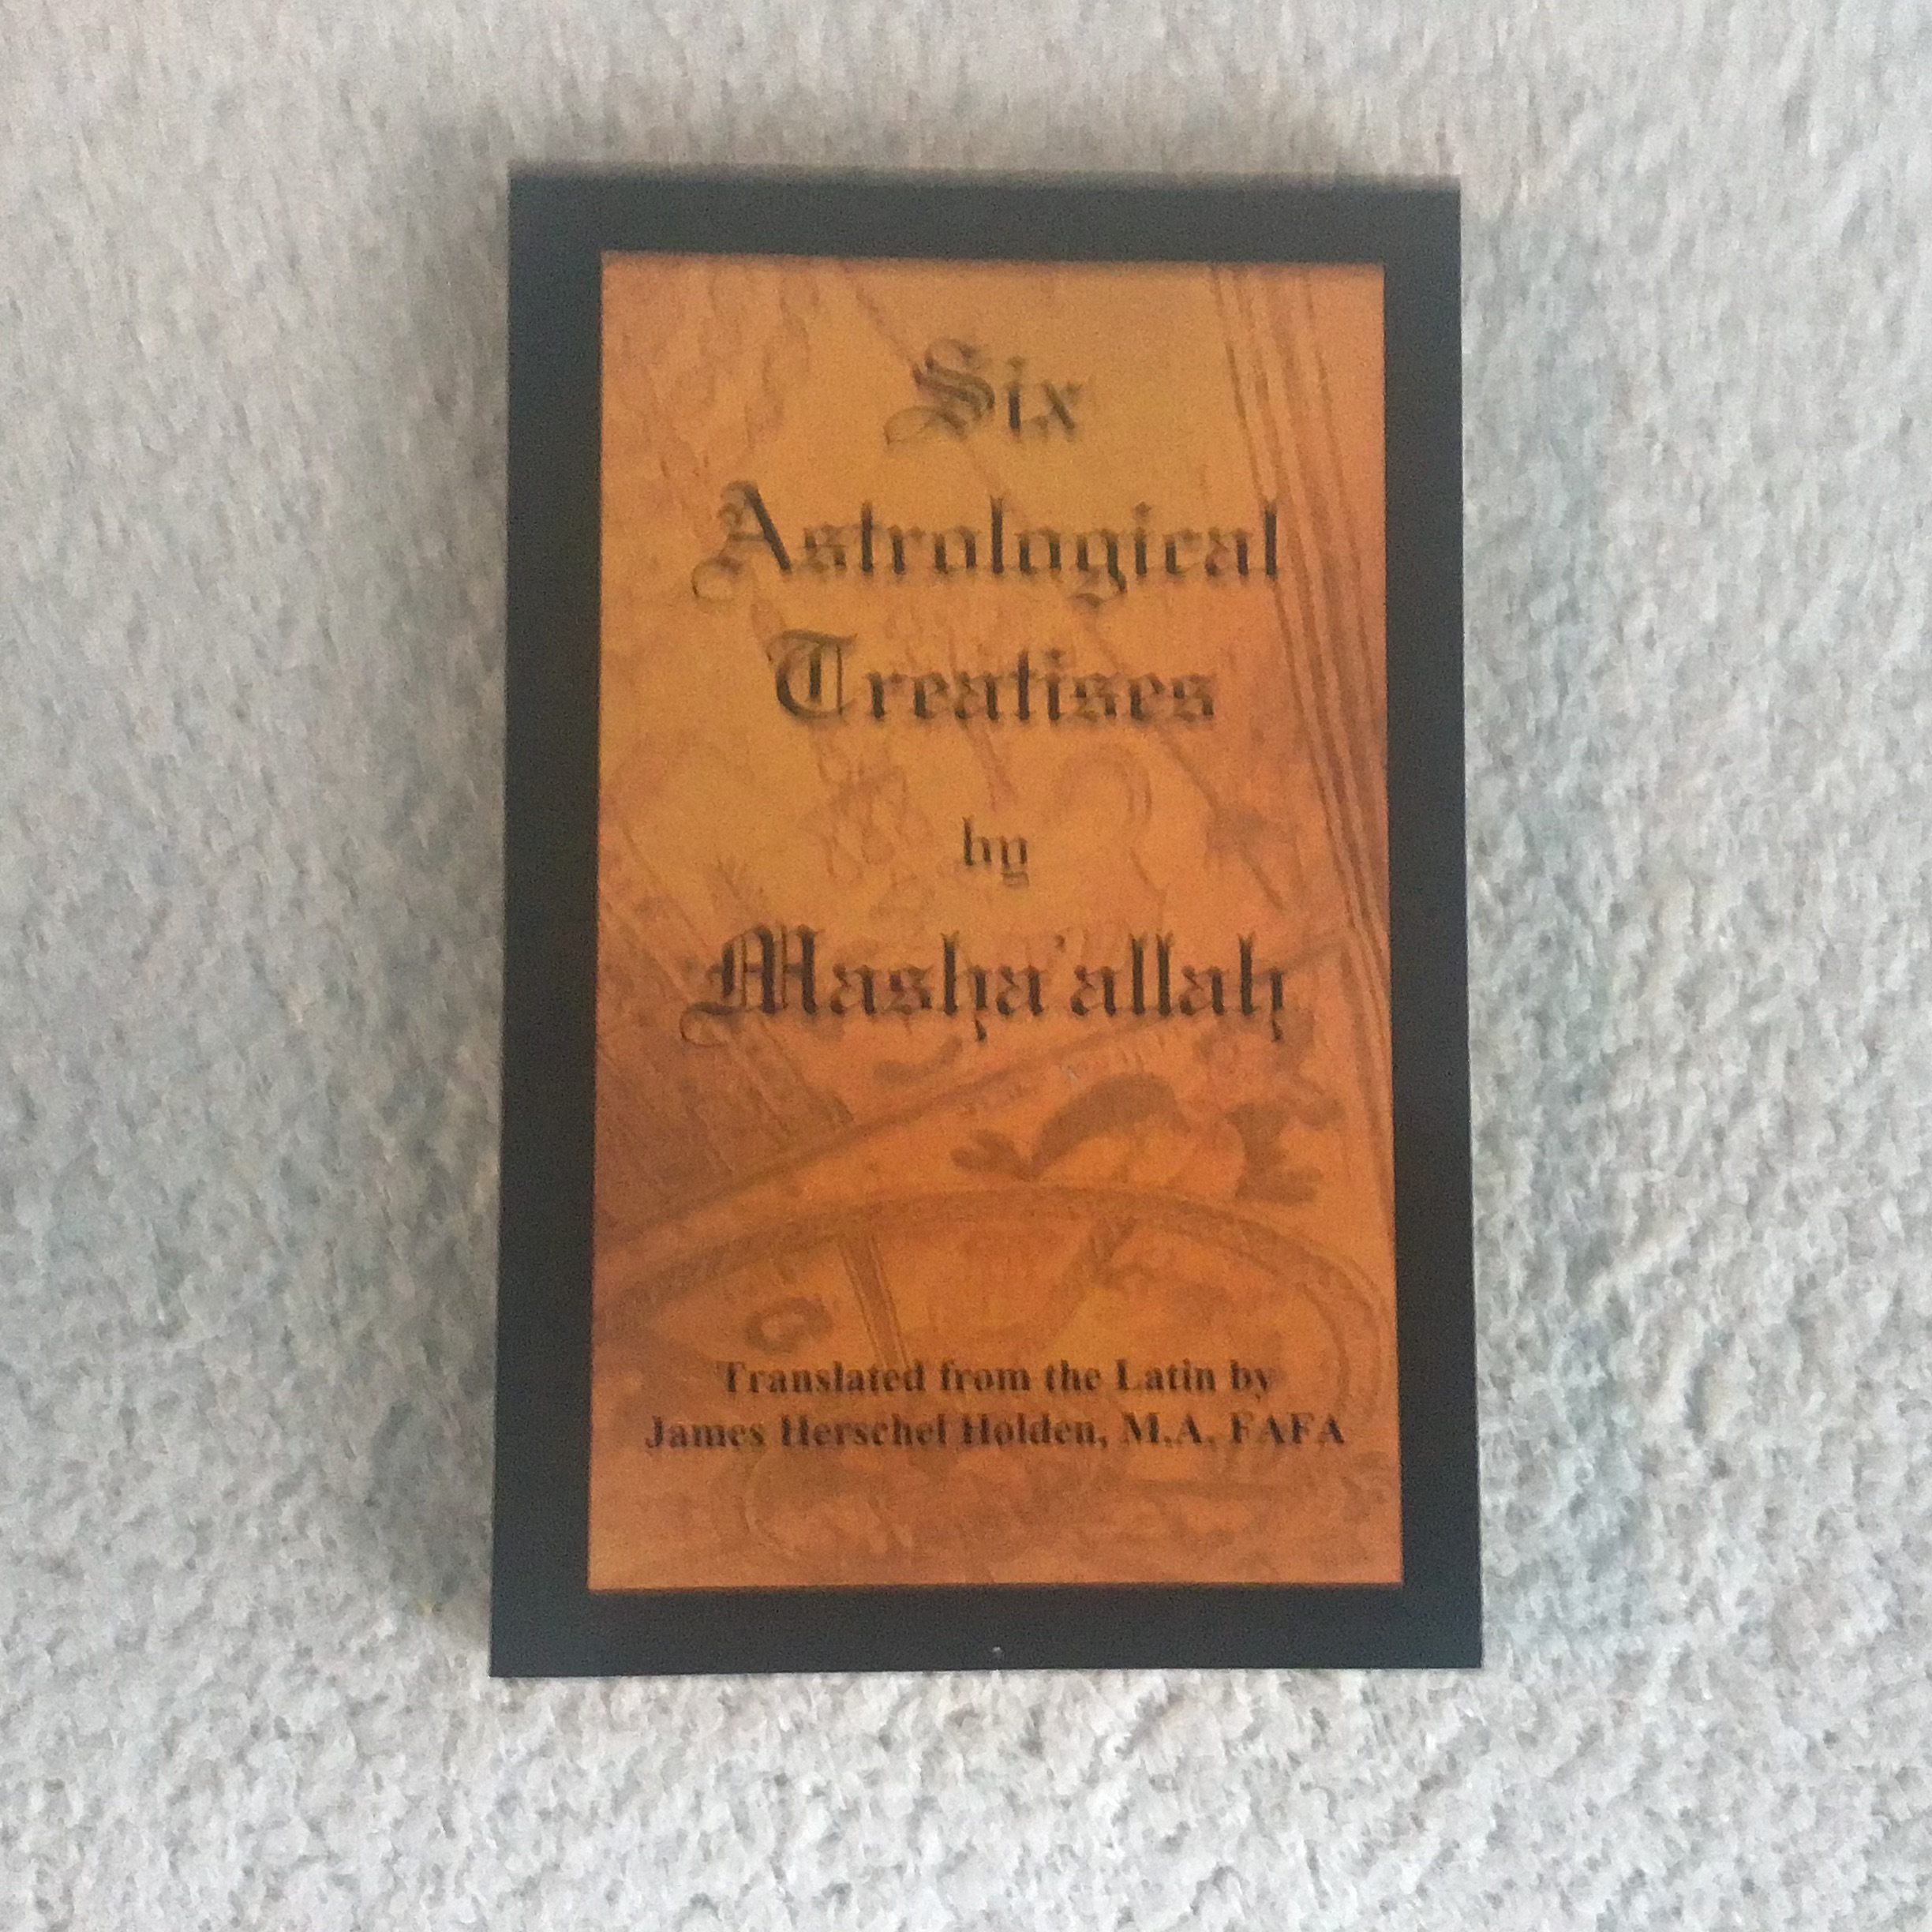 Six
Astrological
Treatises
by
Masha'allah
Translated from the Latin by
James Herschel Holden, M.A. FAFA